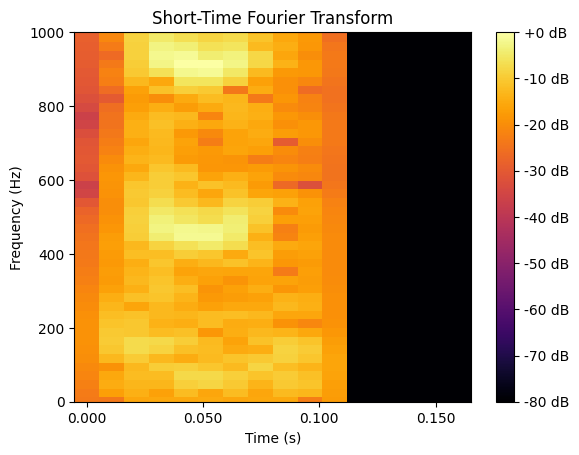 Short-Time Fourier Transform
Frequency (Hz)
1000
800
600
400
200
0
0.000
0.050
0.100
0.150
Time (s)
+0 dB
-10 dB
-20 dB
-30 dB
-40 dB
-50 dB
-60 dB
-70 dB
-80 dB